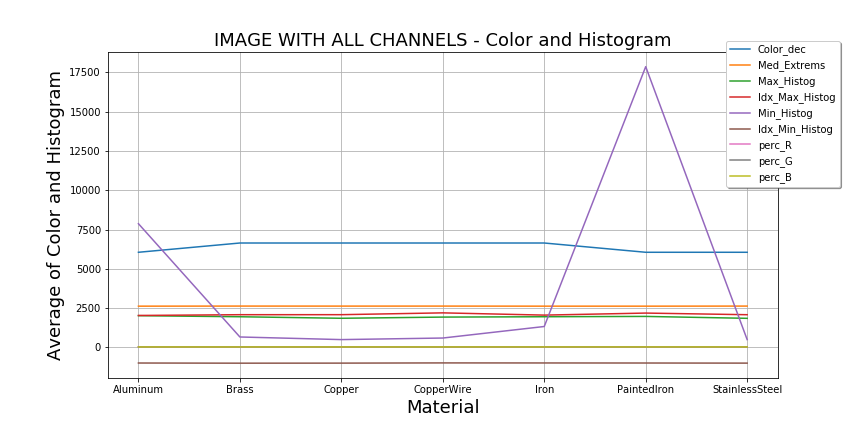 IMAGE WITH ALL CHANNELS - Color and Histogram
Color_dec
Med_Extrems
Max_Histog
Idx_Max_Histog
Min_Histog
Idx_Min_Histog
perc_R
perc_G
perc_B
Average of Color and Histogram
17500
15000
12500
10000
7500
5000
2500
0
Aluminum Brass Copper CopperWire Iron PaintedIron StainlessSteel
Material